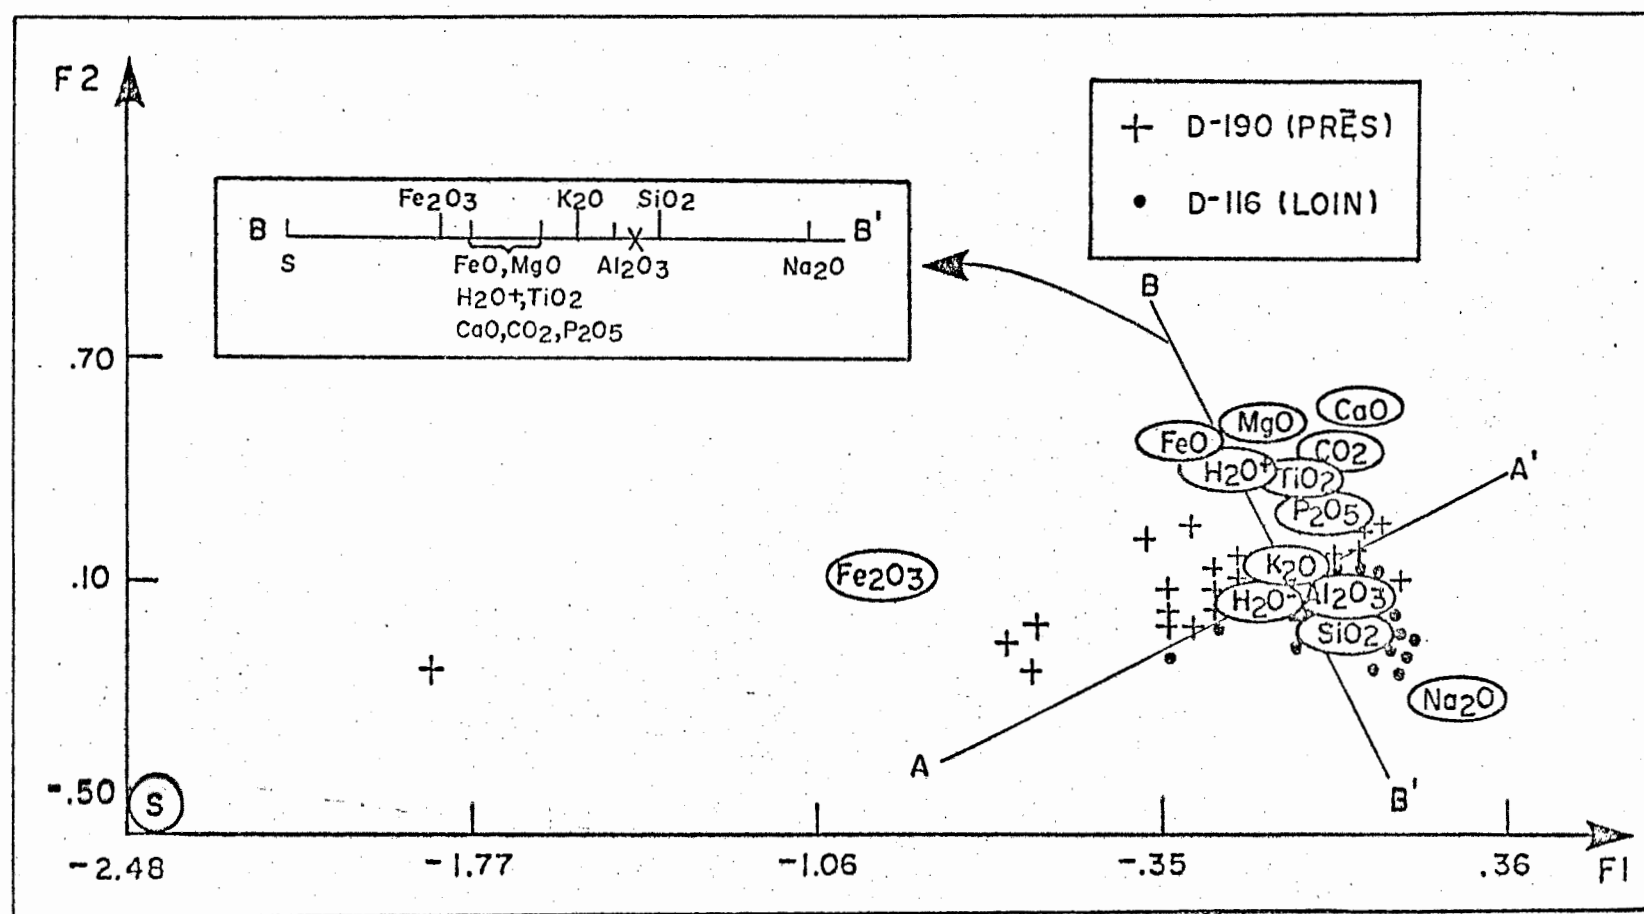 F 2
+ D-190 (PRĒS)
• D-116 (LOIN)
Fe2O3 K2O SiO2
B B'
S FeO,MgO Al2O3 Na2O
H2O+,TiO2
CaO,CO2,P2O5
B
.70
CaO
MgO
FeO
CO2
H2O+
TiO2
A'
P2O5
K2O
Fe2O3
.10
H2O-
Al2O3
SiO2
Na2O
A
-.50
S
B'
-2.48 -1.77 -1.06 -.35 .36 F1